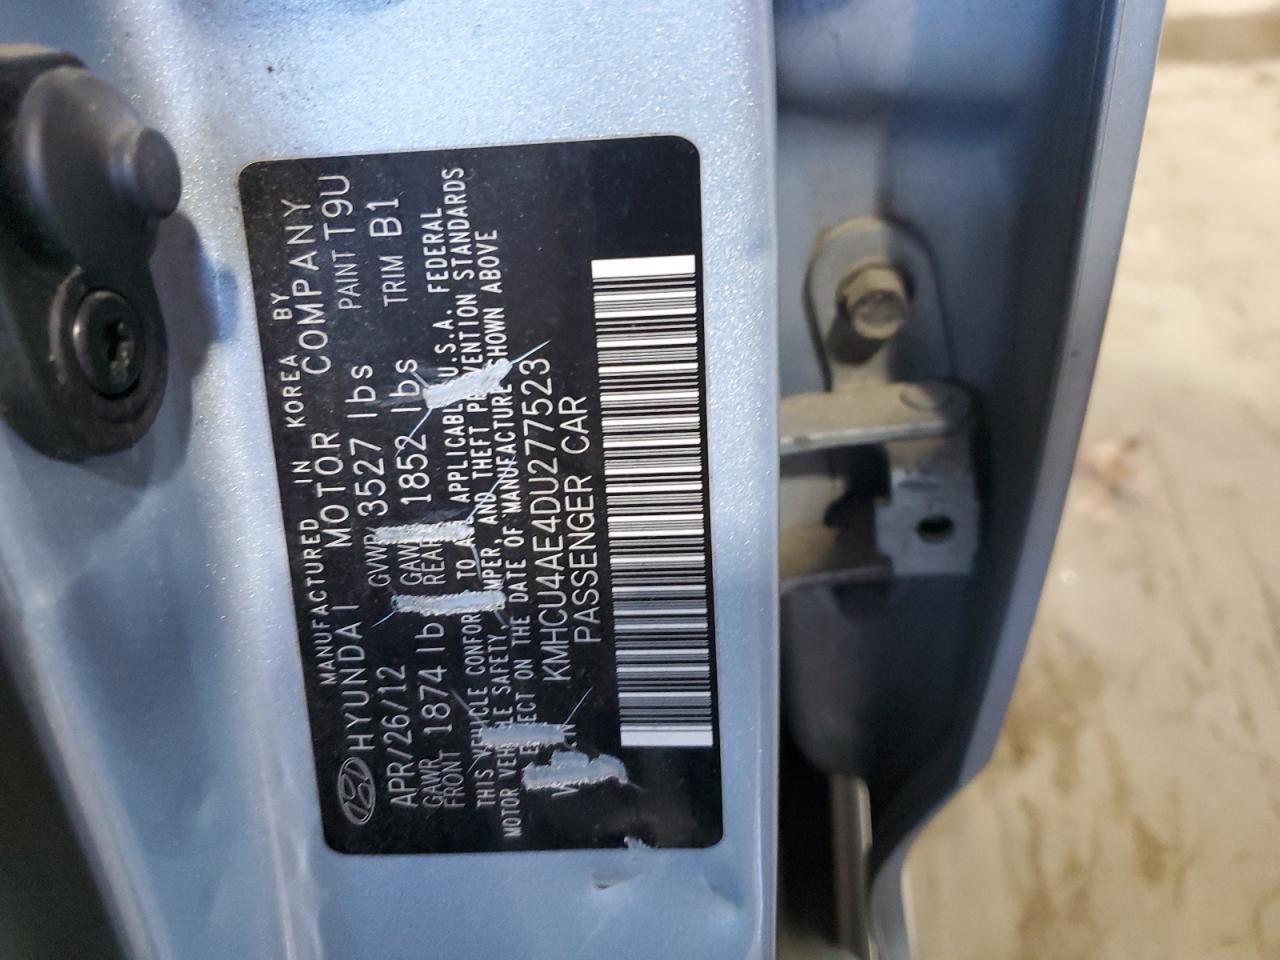 MANUFACTURED IN KOREA BY
HYUNDAI MOTOR COMPANY
APR/26/12 GVWR 3527 lbs PAINT T9U
GAWR FRONT 1874 lbs GAWR REAR 1852 lbs TRIM B1
THIS VEHICLE CONFORMS TO ALL APPLICABLE U.S.A. FEDERAL
MOTOR VEHICLE SAFETY, BUMPER, AND THEFT PREVENTION STANDARDS
EFFECT ON THE DATE OF MANUFACTURE SHOWN ABOVE
KMHCU4AE4DU277523
PASSENGER CAR